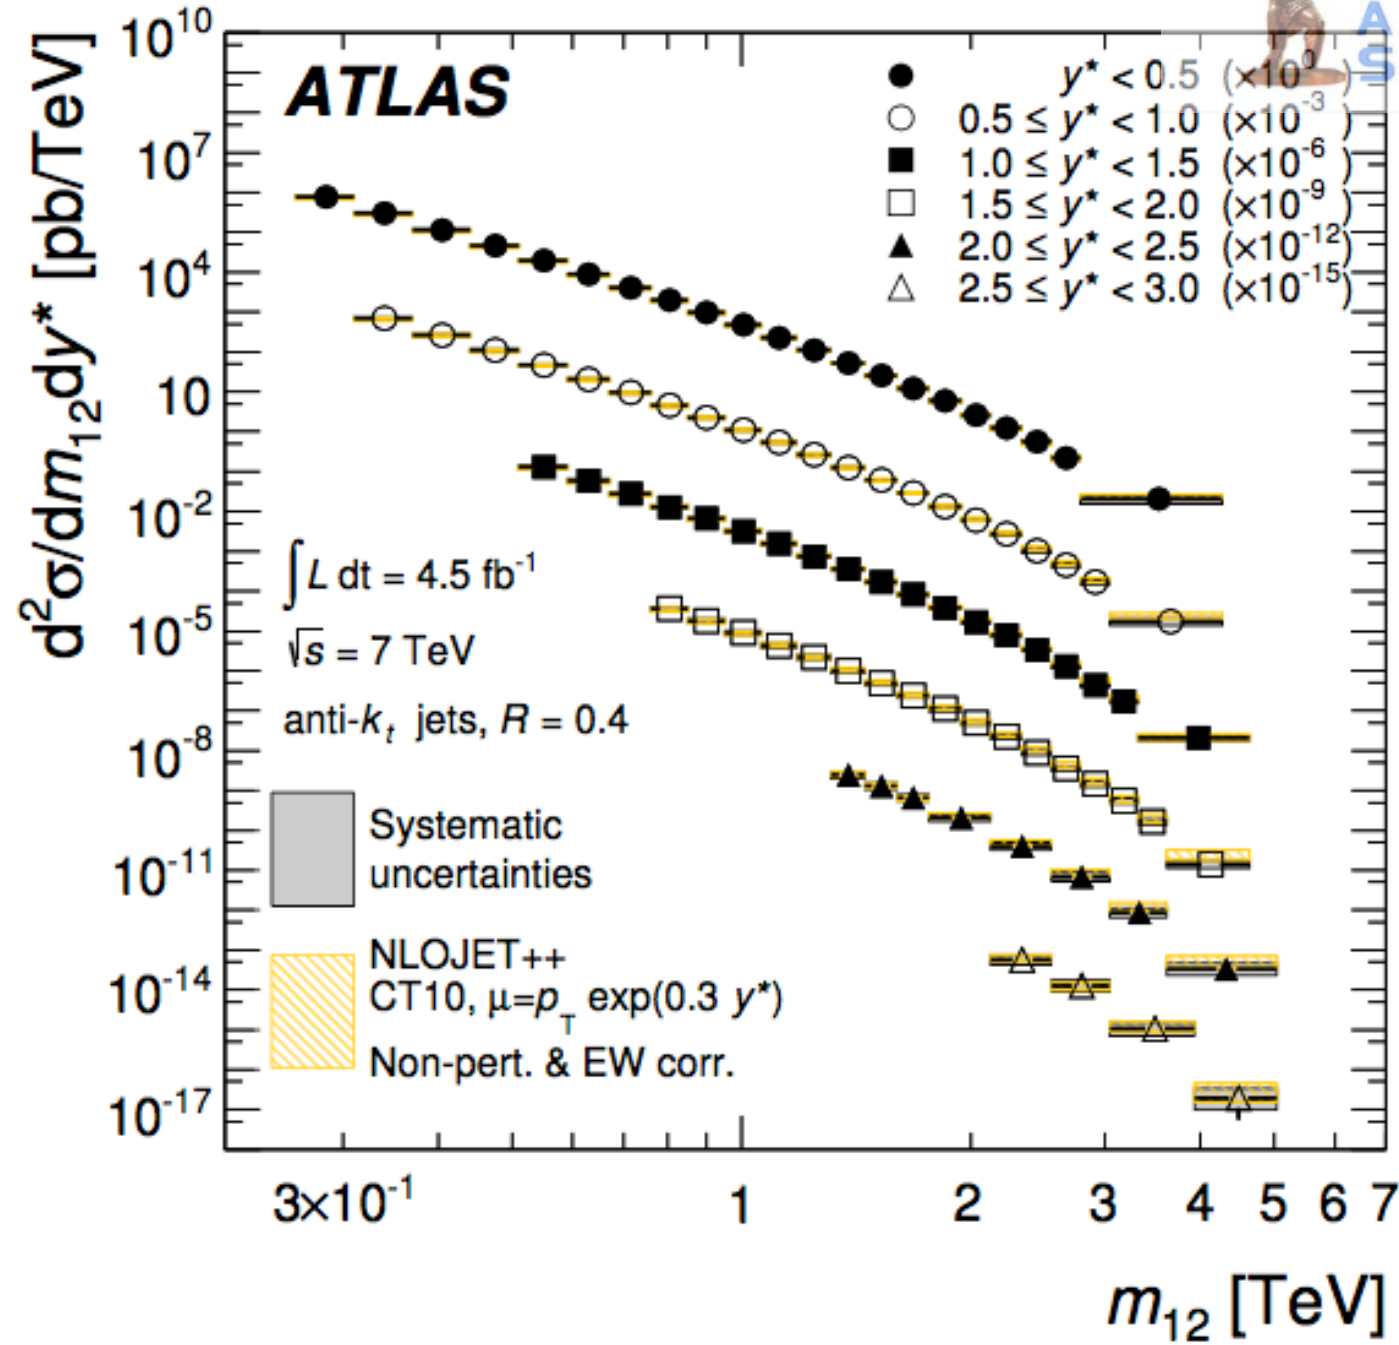 ATLAS
y* < 0.5 (×10⁰)
0.5 ≤ y* < 1.0 (×10⁻³)
1.0 ≤ y* < 1.5 (×10⁻⁶)
1.5 ≤ y* < 2.0 (×10⁻⁹)
2.0 ≤ y* < 2.5 (×10⁻¹²)
2.5 ≤ y* < 3.0 (×10⁻¹⁵)
d²σ/dm₁₂dy* [pb/TeV]
10¹⁰
10⁷
10⁴
10
10⁻²
10⁻⁵
10⁻⁸
10⁻¹¹
10⁻¹⁴
10⁻¹⁷
∫ L dt = 4.5 fb⁻¹
√s = 7 TeV
anti-kₜ jets, R = 0.4
Systematic
uncertainties
NLOJET++
CT10, μ=p_T exp(0.3 y*)
Non-pert. & EW corr.
3×10⁻¹ 1 2 3 4 5 6 7
m₁₂ [TeV]
A
S